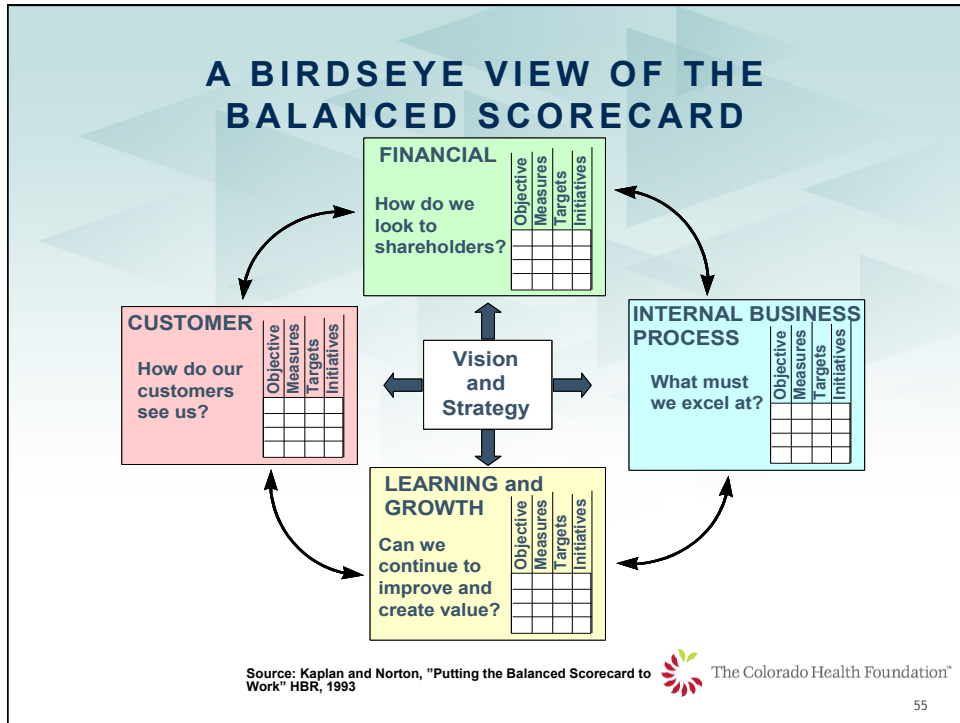 A BIRDSEYE VIEW OF THE
BALANCED SCORECARD
FINANCIAL
How do we
look to
shareholders?
Objective
Measures
Targets
Initiatives
CUSTOMER
How do our
customers
see us?
Objective
Measures
Targets
Initiatives
Vision
and
Strategy
INTERNAL BUSINESS
PROCESS
What must
we excel at?
Objective
Measures
Targets
Initiatives
LEARNING and
GROWTH
Can we
continue to
improve and
create value?
Objective
Measures
Targets
Initiatives
Source: Kaplan and Norton, ”Putting the Balanced Scorecard to
Work” HBR, 1993
The Colorado Health Foundation™
55